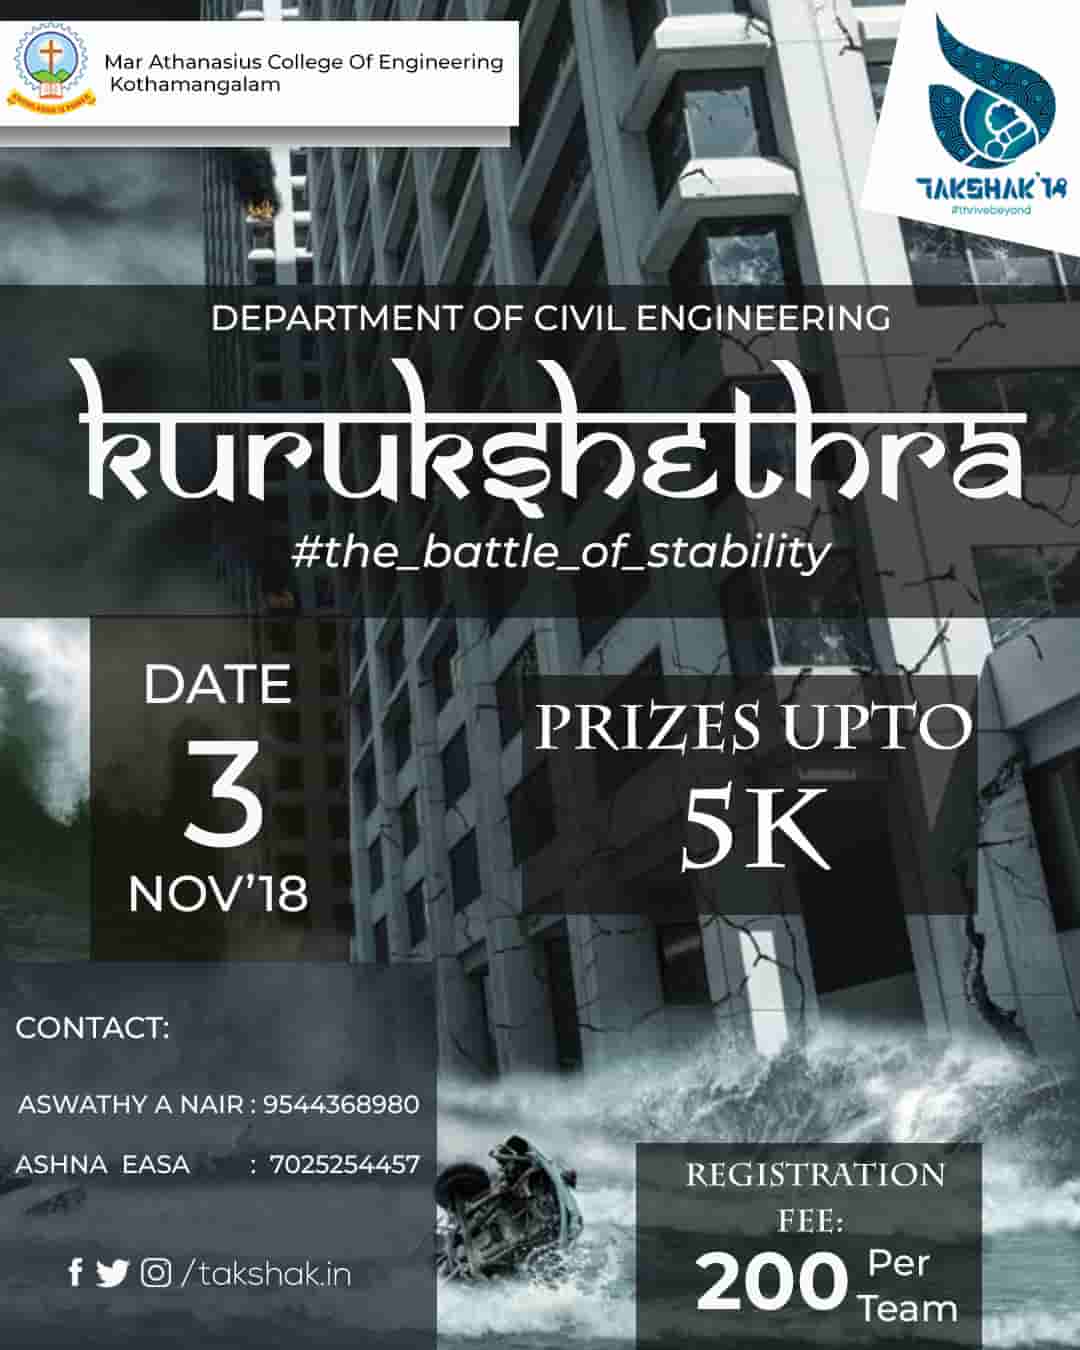 Mar Athanasius College Of Engineering
Kothamangalam
TAKSHAK'18
#thrivebeyond
DEPARTMENT OF CIVIL ENGINEERING
kurukshethra
#the_battle_of_stability
DATE
3
NOV'18
PRIZES UPTO
5K
CONTACT:
ASWATHY A NAIR : 9544368980
ASHNA EASA : 7025254457
/takshak.in
REGISTRATION
FEE:
200 Per
Team